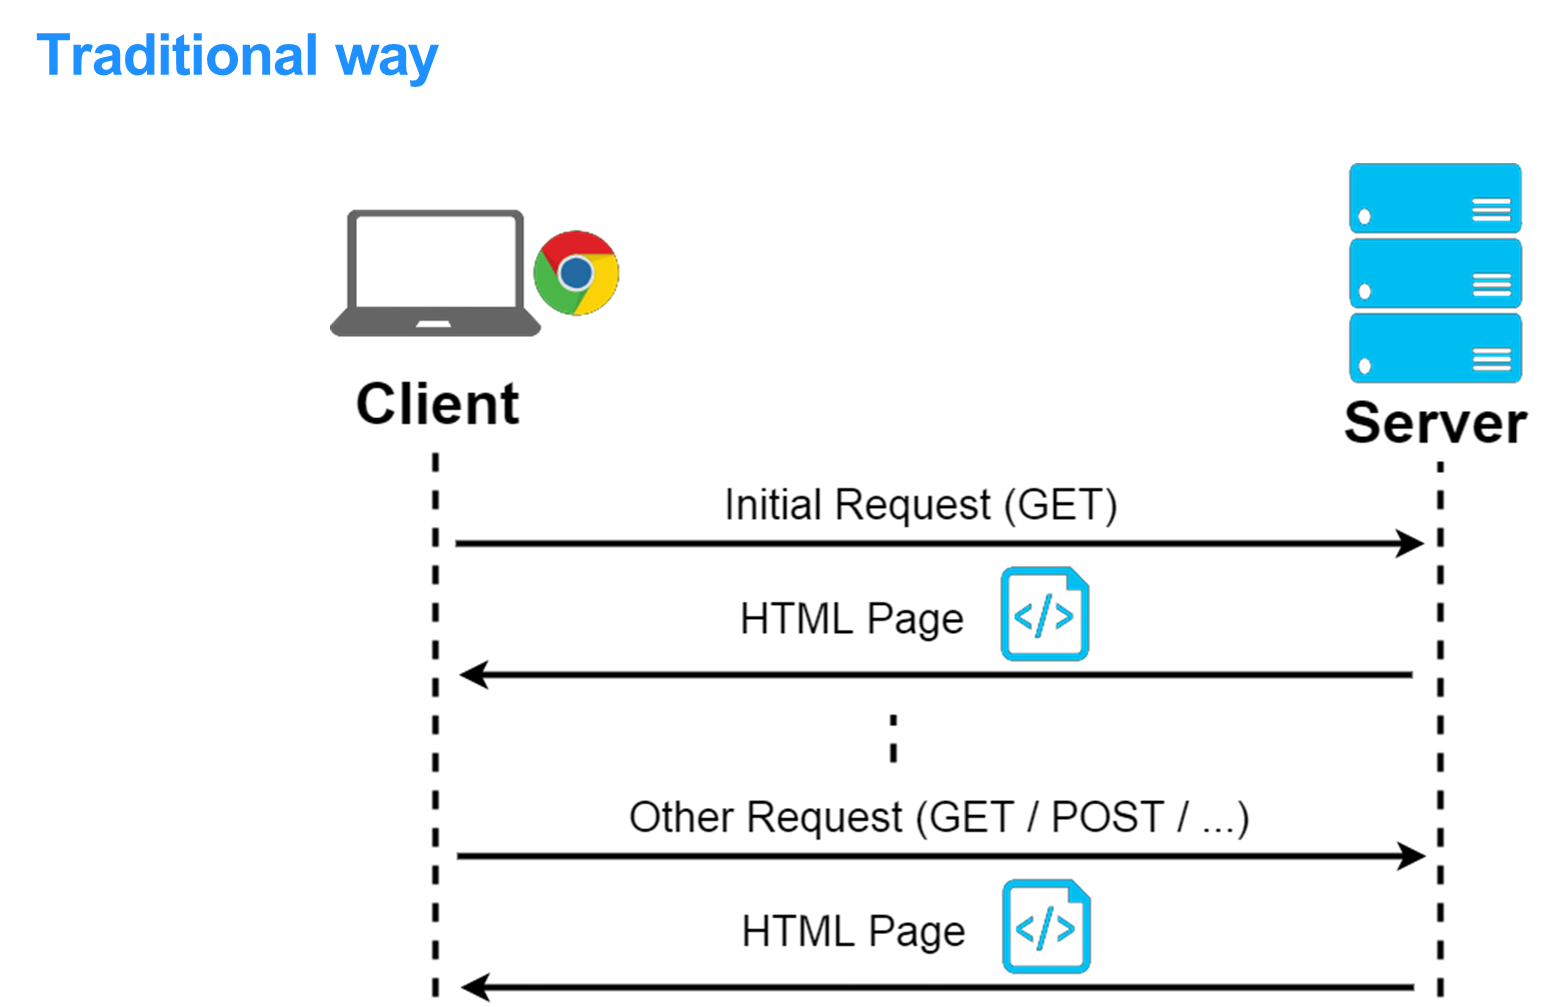 Traditional way
Client
Server
Initial Request (GET)
HTML Page
</>
Other Request (GET / POST / ...)
HTML Page
</>